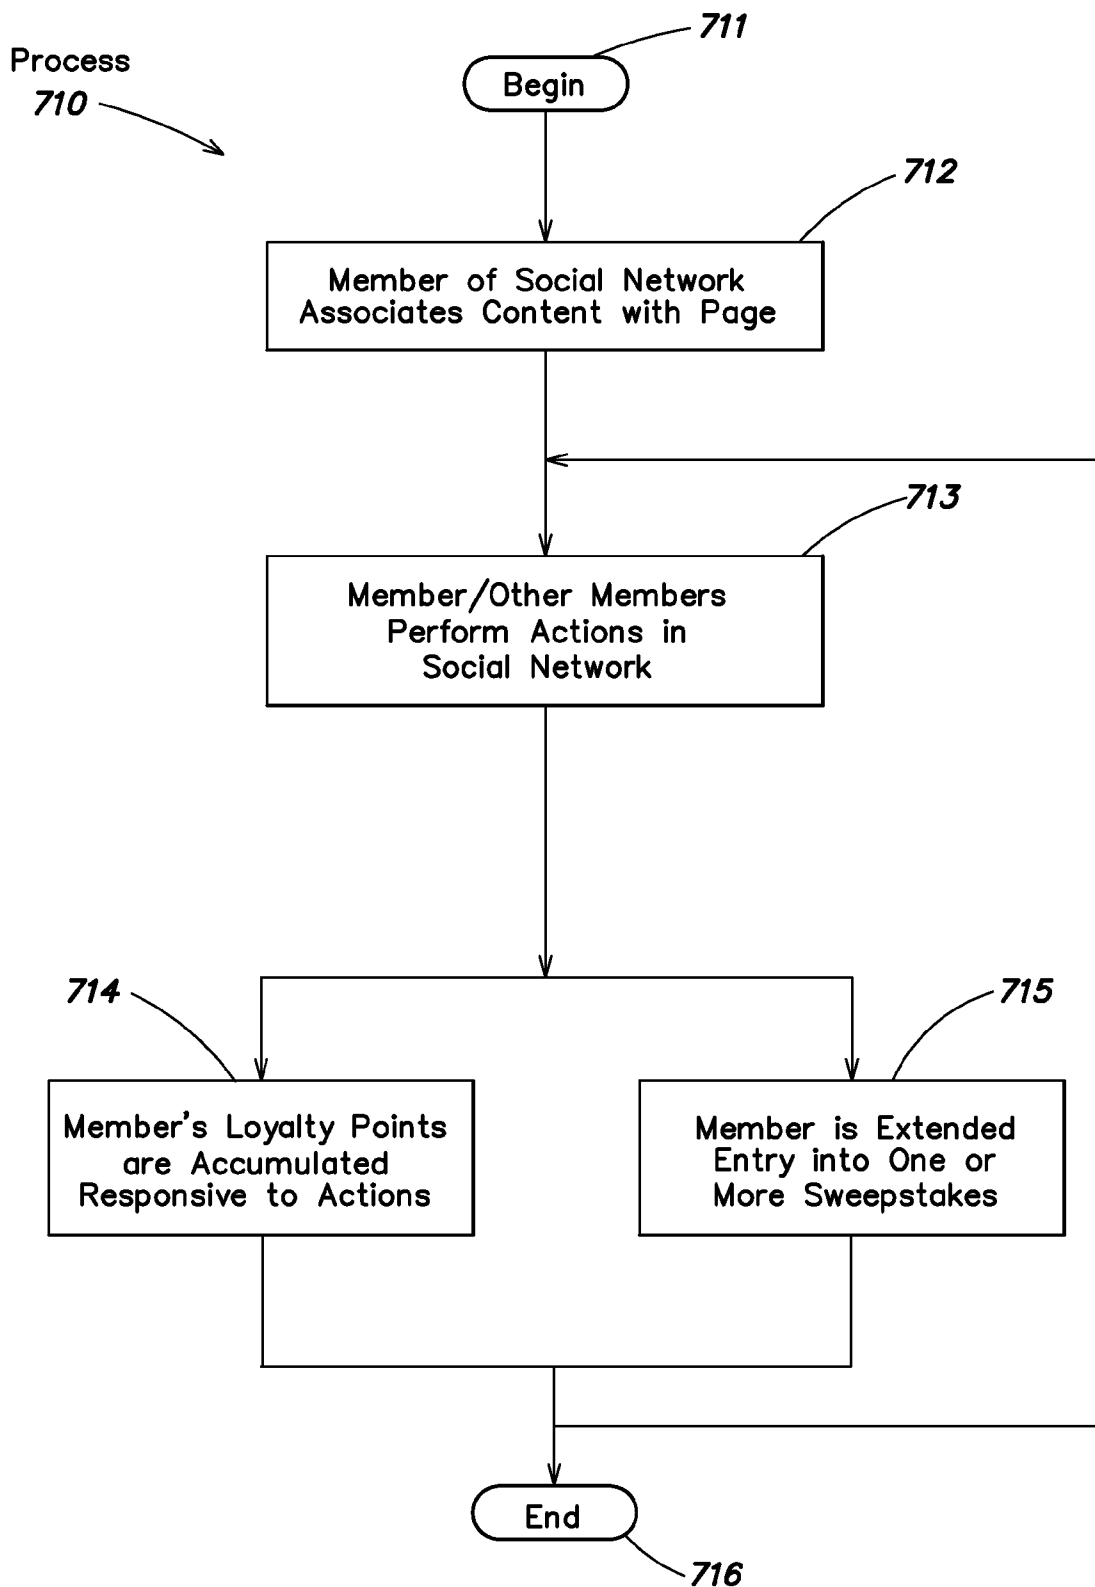 711
Process
710
Begin
712
Member of Social Network
Associates Content with Page
713
Member/Other Members
Perform Actions in
Social Network
714
715
Member's Loyalty Points
are Accumulated
Responsive to Actions
Member is Extended
Entry into One or
More Sweepstakes
End
716